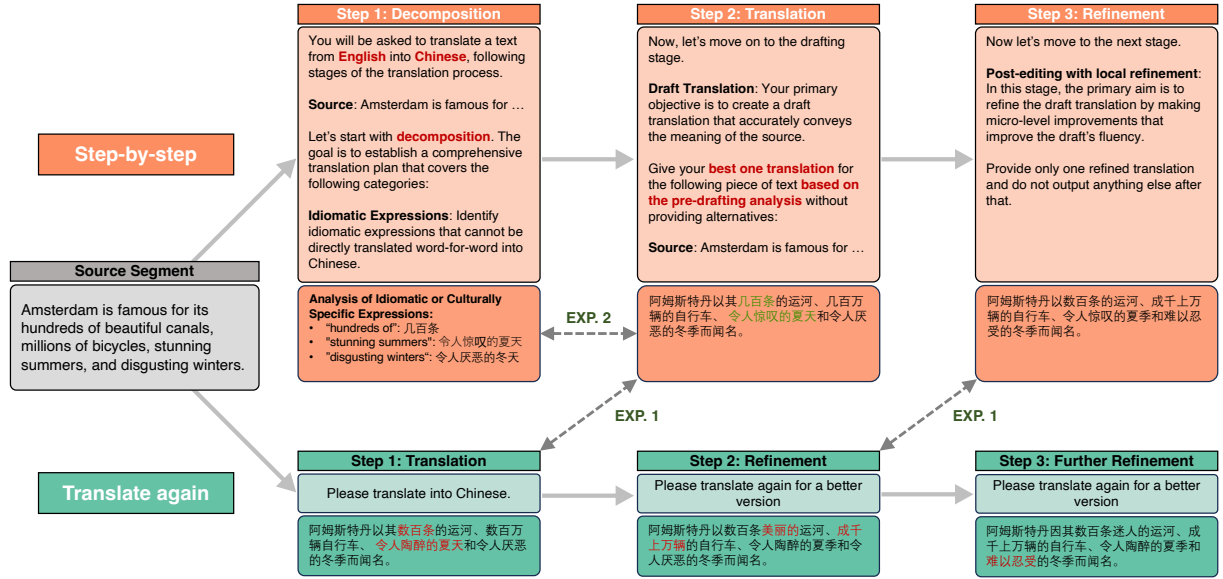 Step 1: Decomposition
You will be asked to translate a text
from English into Chinese, following
stages of the translation process.
Source: Amsterdam is famous for …
Let's start with decomposition. The
goal is to establish a comprehensive
translation plan that covers the
following categories:
Idiomatic Expressions: Identify
idiomatic expressions that cannot be
directly translated word-for-word into
Chinese.
Analysis of Idiomatic or Culturally
Specific Expressions:
• “hundreds of”: 几百条
• "stunning summers": 令人惊叹的夏天
• ”disgusting winters“: 令人厌恶的冬天
Step 2: Translation
Now, let's move on to the drafting
stage.
Draft Translation: Your primary
objective is to create a draft
translation that accurately conveys
the meaning of the source.
Give your best one translation for
the following piece of text based on
the pre-drafting analysis without
providing alternatives:
Source: Amsterdam is famous for …
阿姆斯特丹以其几百条的运河、几百万
辆的自行车、 令人惊叹的夏天和令人厌
恶的冬季而闻名。
Step 3: Refinement
Now let's move to the next stage.
Post-editing with local refinement:
In this stage, the primary aim is to
refine the draft translation by making
micro-level improvements that
improve the draft's fluency.
Provide only one refined translation
and do not output anything else after
that.
阿姆斯特丹以数百条的运河、成千上万
辆的自行车、令人惊叹的夏季和难以忍
受的冬季而闻名。
Step-by-step
Source Segment
Amsterdam is famous for its
hundreds of beautiful canals,
millions of bicycles, stunning
summers, and disgusting winters.
EXP. 2
EXP. 1
EXP. 1
Translate again
Step 1: Translation
Please translate into Chinese.
阿姆斯特丹以其数百条的运河、数百万
辆自行车、 令人陶醉的夏天和令人厌恶
的冬季而闻名。
Step 2: Refinement
Please translate again for a better
version
阿姆斯特丹以数百条美丽的运河、成千
上万辆的自行车、令人陶醉的夏季和令
人厌恶的冬季而闻名。
Step 3: Further Refinement
Please translate again for a better
version
阿姆斯特丹因其数百条迷人的运河、成
千上万辆的自行车、令人陶醉的夏季和
难以忍受的冬季而闻名。